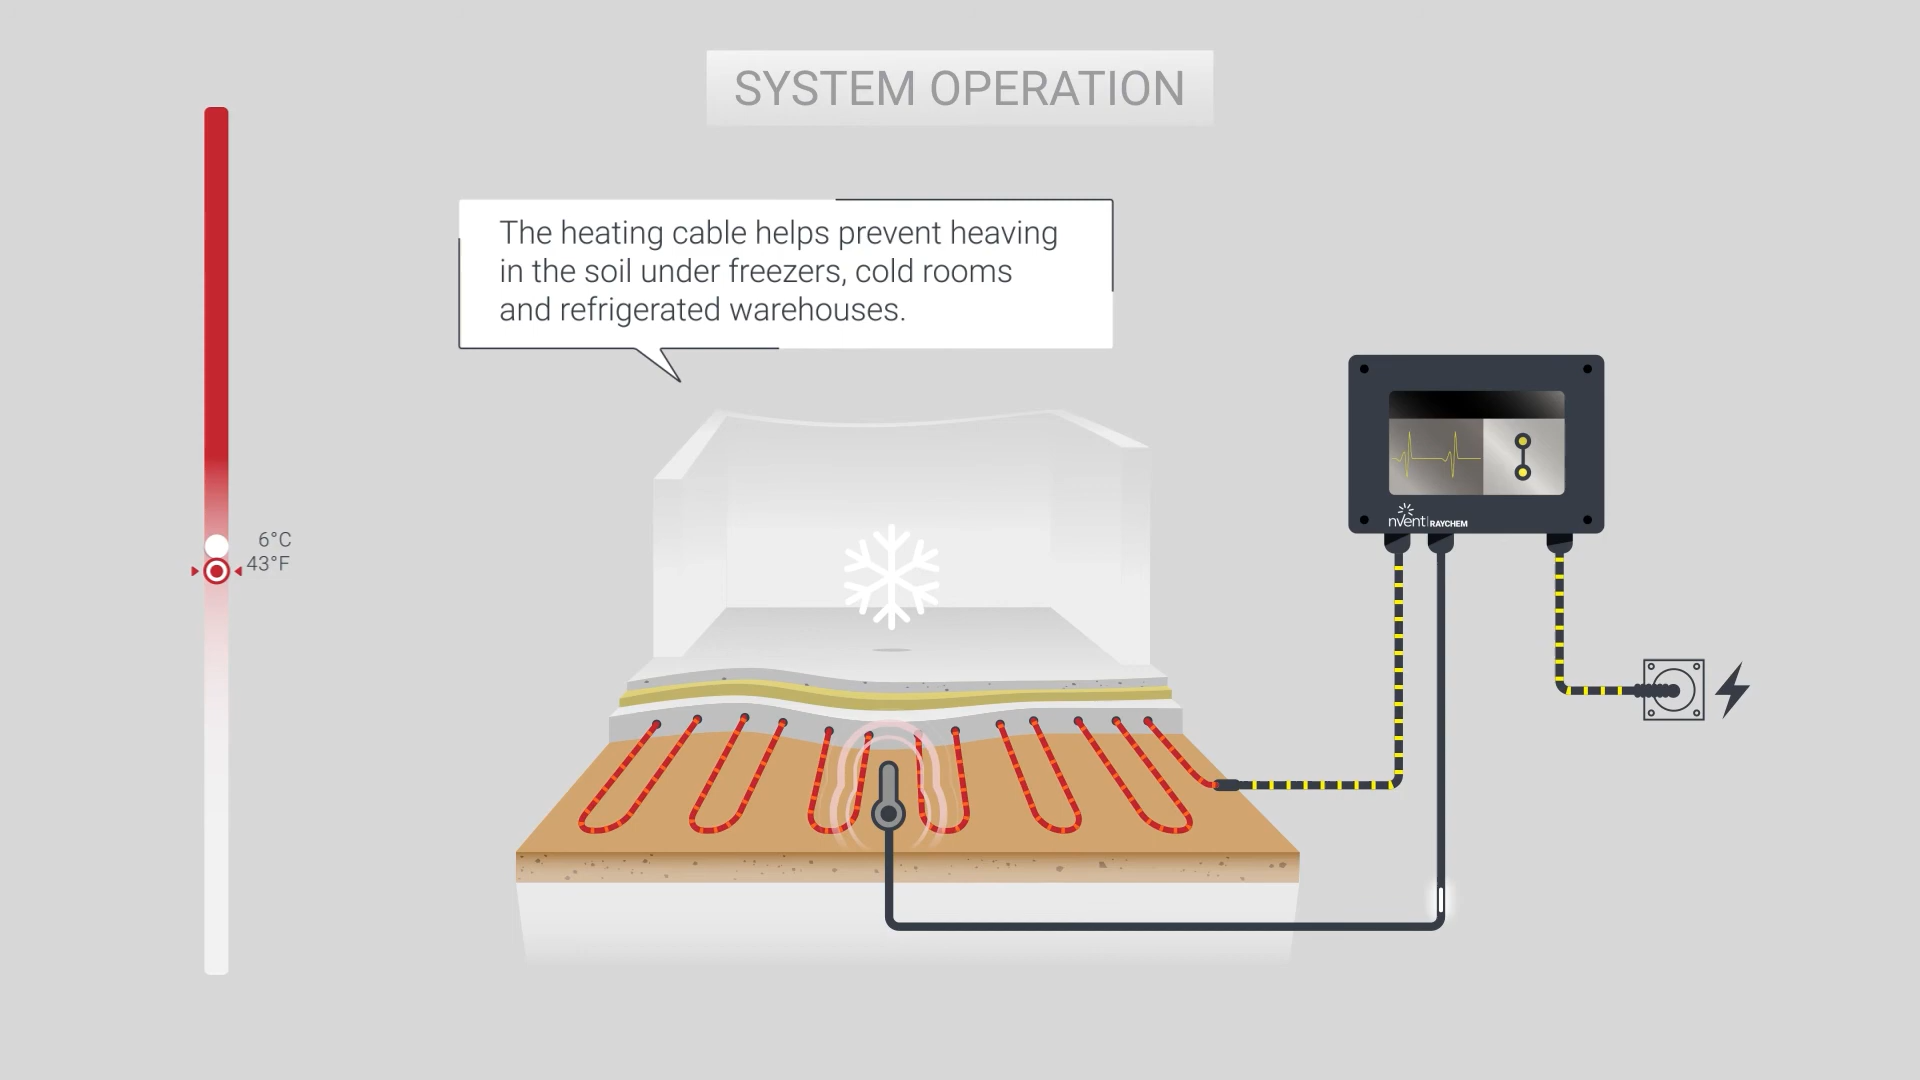 SYSTEM OPERATION
The heating cable helps prevent heaving
in the soil under freezers, cold rooms
and refrigerated warehouses.
6°C
43°F
nvent RAYCHEM